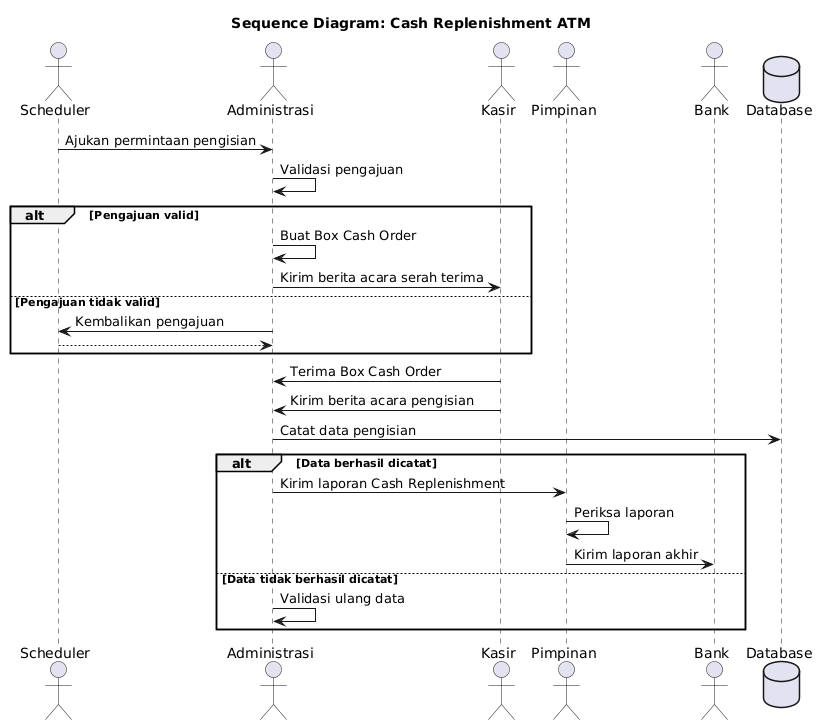 Sequence Diagram: Cash Replenishment ATM
Scheduler
Administrasi
Kasir
Pimpinan
Bank
Database
Ajukan permintaan pengisian
Validasi pengajuan
alt
[Pengajuan valid]
Buat Box Cash Order
Kirim berita acara serah terima
[Pengajuan tidak valid]
Kembalikan pengajuan
Terima Box Cash Order
Kirim berita acara pengisian
Catat data pengisian
alt
[Data berhasil dicatat]
Kirim laporan Cash Replenishment
Periksa laporan
Kirim laporan akhir
[Data tidak berhasil dicatat]
Validasi ulang data
Scheduler
Administrasi
Kasir
Pimpinan
Bank
Database